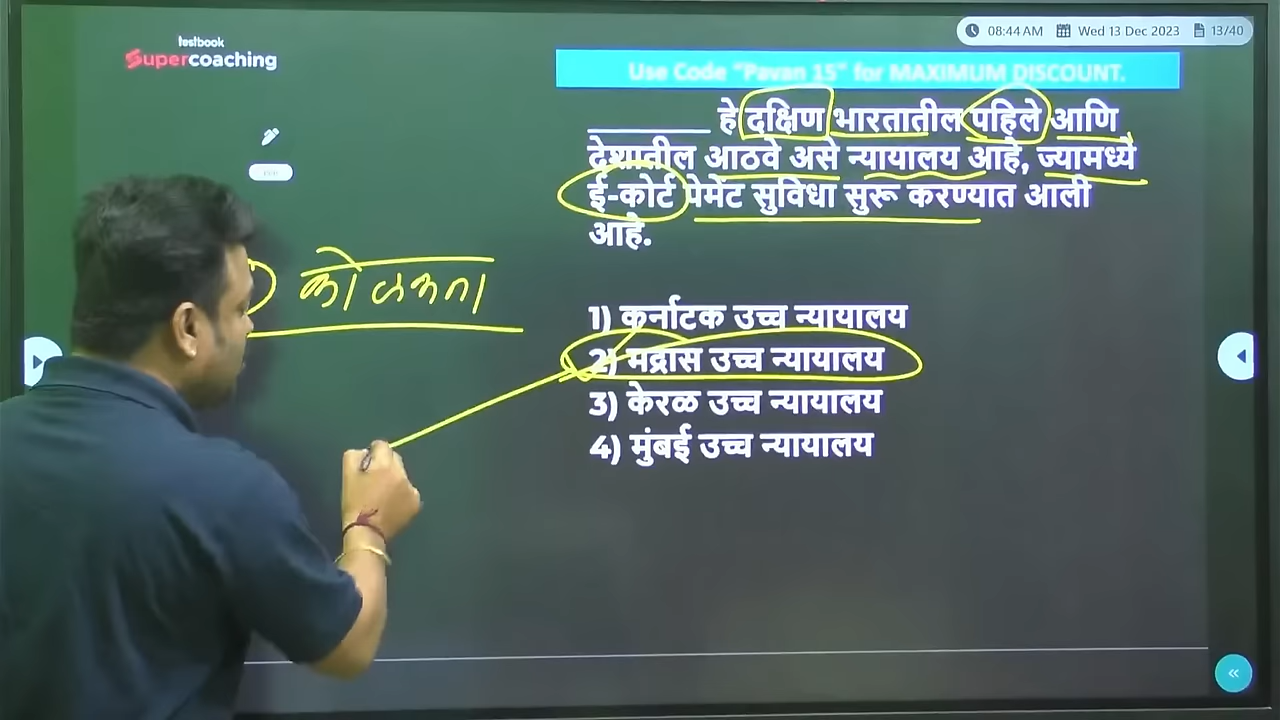 testbook
Supercoaching
08:44 AM Wed 13 Dec 2023 13/40
Use Code "Pavan 15" for MAXIMUM DISCOUNT.
__________ हे दक्षिण भारतातील पहिले आणि
देशातील आठवे असे न्यायालय आहे, ज्यामध्ये
ई-कोर्ट पेमेंट सुविधा सुरू करण्यात आली
आहे.
कोलकता
1) कर्नाटक उच्च न्यायालय
2) मद्रास उच्च न्यायालय
3) केरळ उच्च न्यायालय
4) मुंबई उच्च न्यायालय